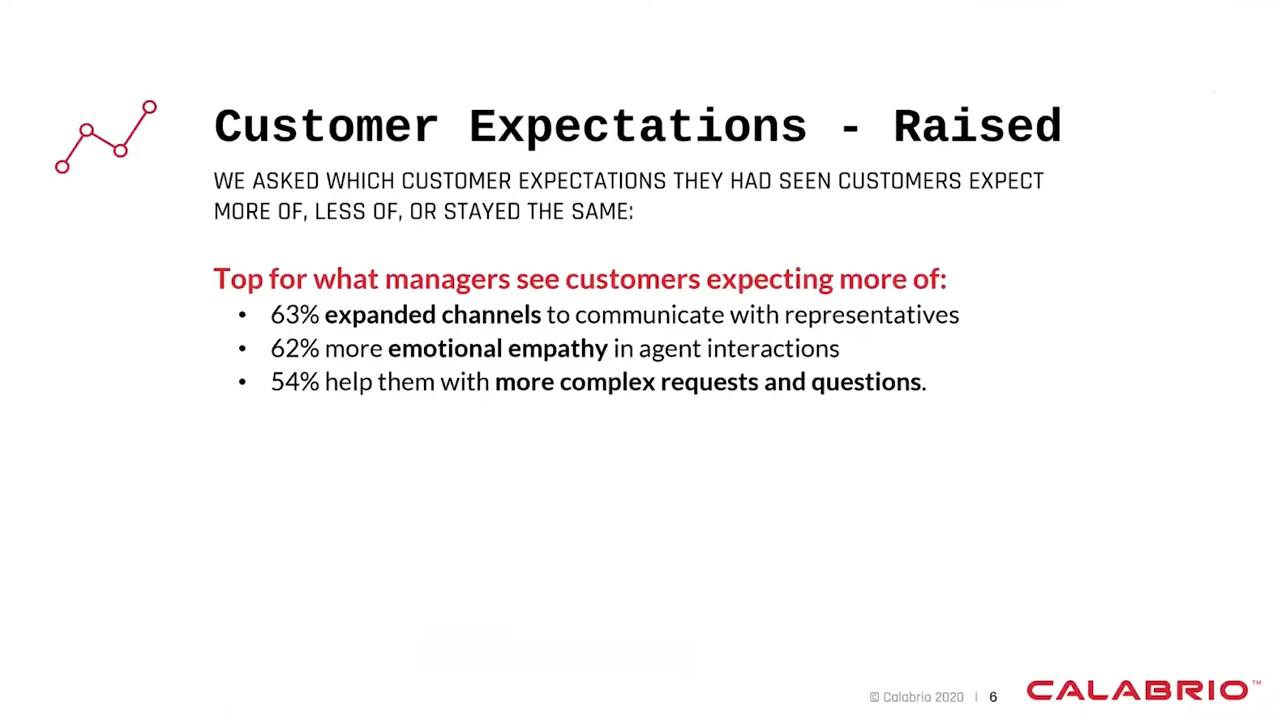 Customer Expectations - Raised
WE ASKED WHICH CUSTOMER EXPECTATIONS THEY HAD SEEN CUSTOMERS EXPECT
MORE OF, LESS OF, OR STAYED THE SAME:
Top for what managers see customers expecting more of:
• 63% expanded channels to communicate with representatives
• 62% more emotional empathy in agent interactions
• 54% help them with more complex requests and questions.
© Calabrio 2020 | 6
CALABRIO™